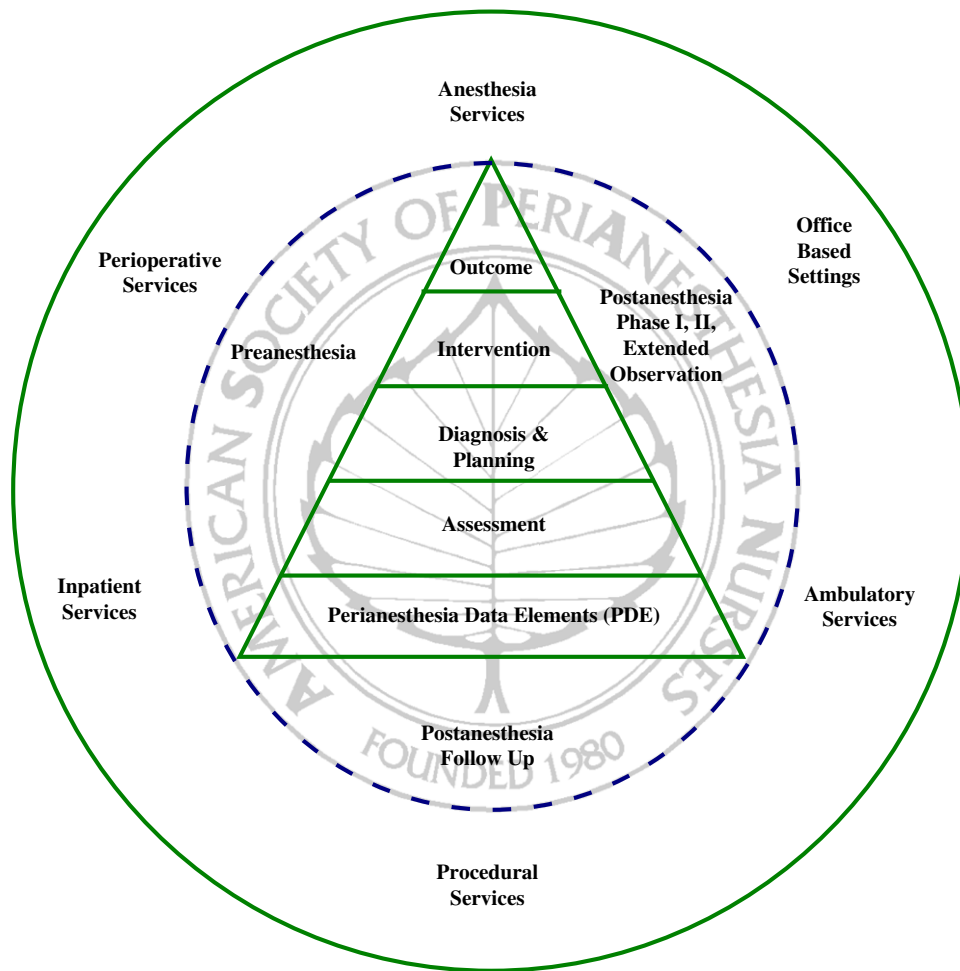 Anesthesia
Services
AMERICAN SOCIETY OF PERIANESTHESIA NURSES
Perioperative
Services
Office
Based
Settings
Outcome
Preanesthesia
Intervention
Postanesthesia
Phase I, II,
Extended
Observation
Diagnosis &
Planning
Assessment
Inpatient
Services
Perianesthesia Data Elements (PDE)
Ambulatory
Services
Postanesthesia
Follow Up
FOUNDED 1980
Procedural
Services